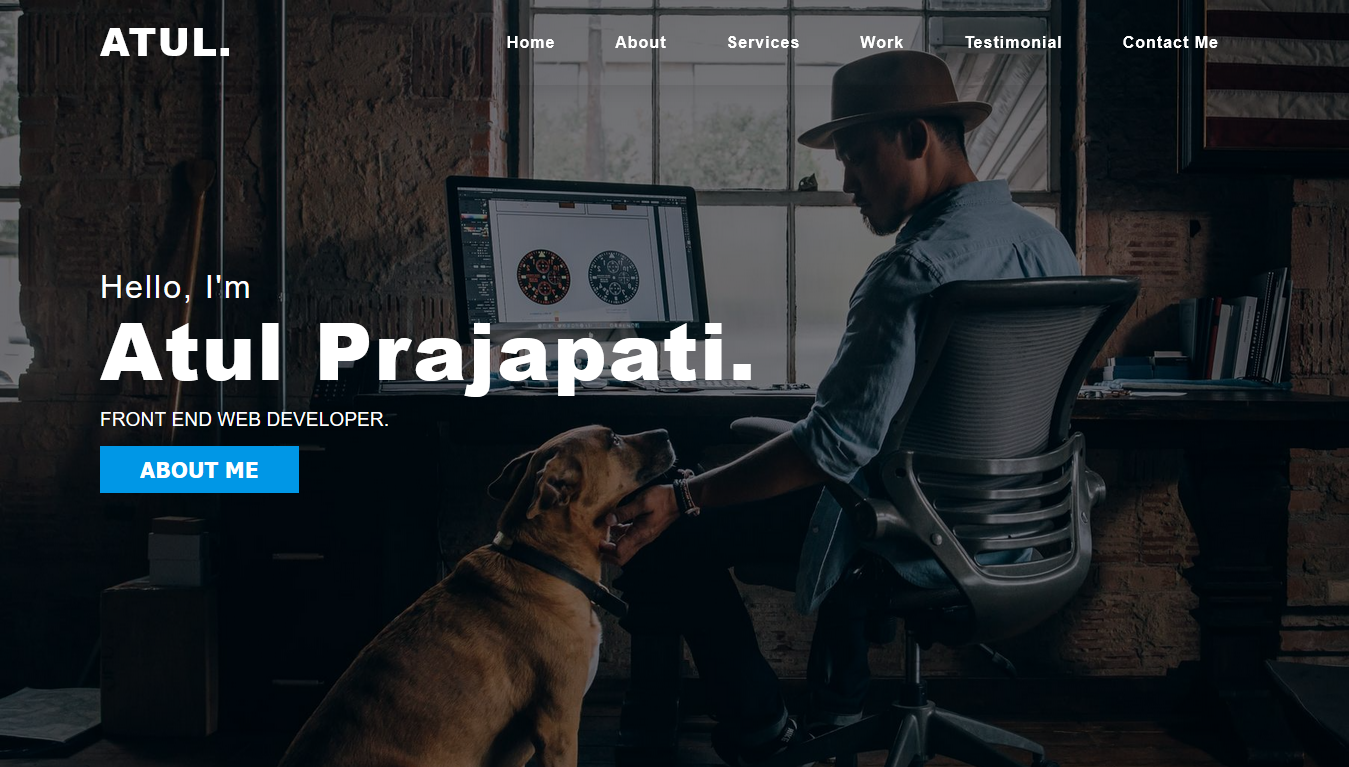 ATUL.
Home About Services Work Testimonial Contact Me
Hello, I'm
Atul Prajapati.
FRONT END WEB DEVELOPER.
ABOUT ME